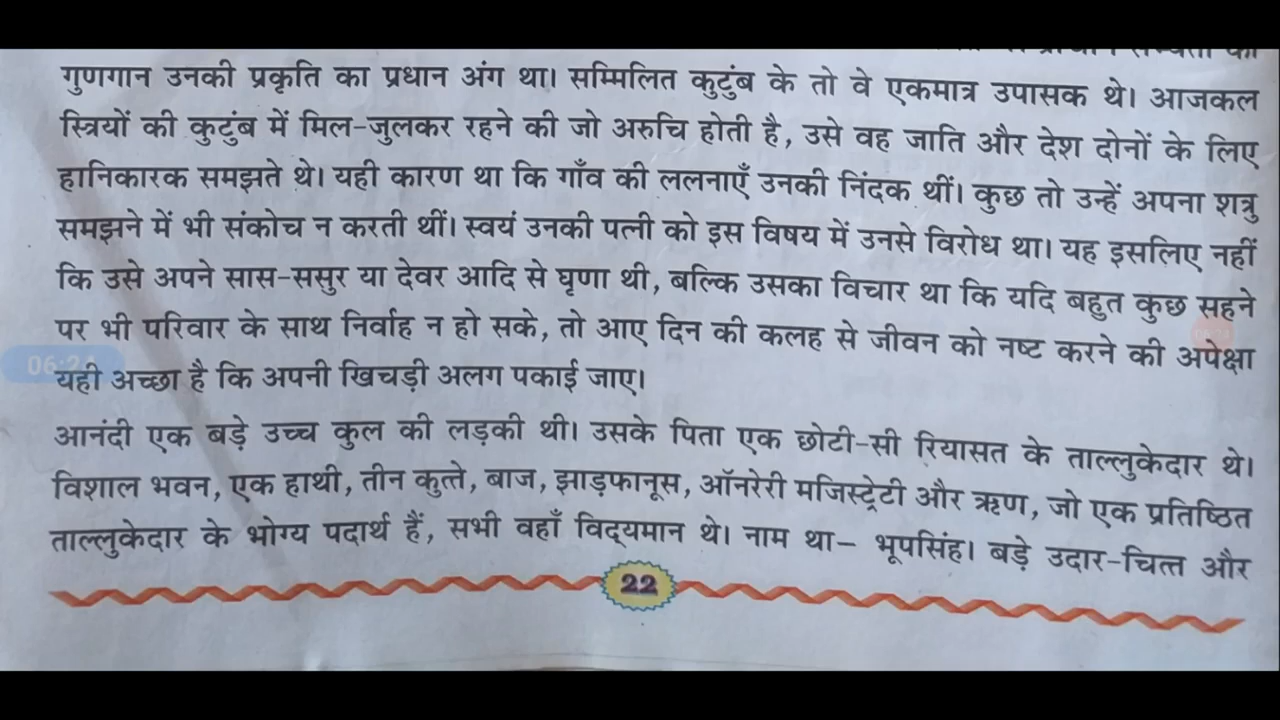 गुणगान उनकी प्रकृति का प्रधान अंग था। सम्मिलित कुटुंब के तो वे एकमात्र उपासक थे। आजकल
स्त्रियों की कुटुंब में मिल-जुलकर रहने की जो अरुचि होती है, उसे वह जाति और देश दोनों के लिए
हानिकारक समझते थे। यही कारण था कि गाँव की ललनाएँ उनकी निंदक थीं। कुछ तो उन्हें अपना शत्रु
समझने में भी संकोच न करती थीं। स्वयं उनकी पत्नी को इस विषय में उनसे विरोध था। यह इसलिए नहीं
कि उसे अपने सास-ससुर या देवर आदि से घृणा थी, बल्कि उसका विचार था कि यदि बहुत कुछ सहने
पर भी परिवार के साथ निर्वाह न हो सके, तो आए दिन की कलह से जीवन को नष्ट करने की अपेक्षा
यही अच्छा है कि अपनी खिचड़ी अलग पकाई जाए।
आनंदी एक बड़े उच्च कुल की लड़की थी। उसके पिता एक छोटी-सी रियासत के ताल्लुकेदार थे।
विशाल भवन, एक हाथी, तीन कुत्ते, बाज, झाड़फानूस, ऑनरेरी मजिस्ट्रेटी और ऋण, जो एक प्रतिष्ठित
ताल्लुकेदार के भोग्य पदार्थ हैं, सभी वहाँ विद्यमान थे। नाम था– भूपसिंह। बड़े उदार-चित्त और
22